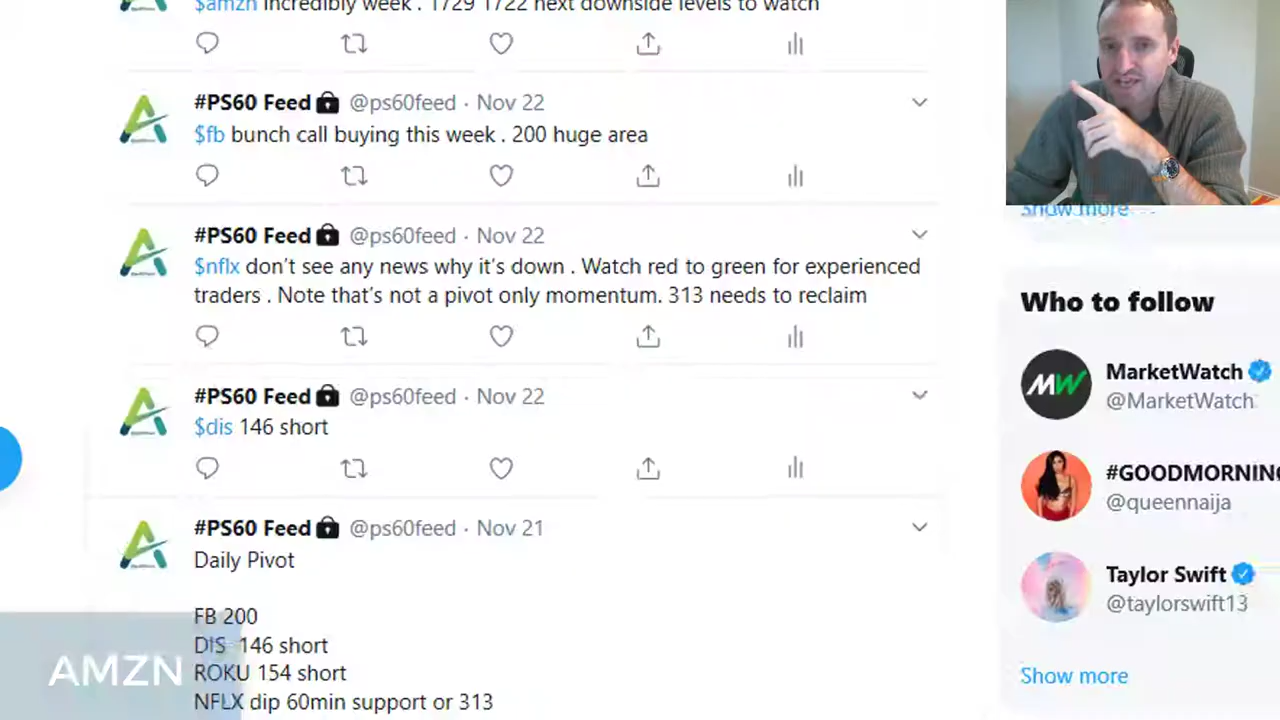 $amzn incredibly week . 1729 1722 next downside levels to watch
#PS60 Feed @ps60feed · Nov 22
$fb bunch call buying this week . 200 huge area
#PS60 Feed @ps60feed · Nov 22
$nflx don't see any news why it's down . Watch red to green for experienced
traders . Note that's not a pivot only momentum. 313 needs to reclaim
#PS60 Feed @ps60feed · Nov 22
$dis 146 short
#PS60 Feed @ps60feed · Nov 21
Daily Pivot
FB 200
DIS 146 short
ROKU 154 short
NFLX dip 60min support or 313
AMZN
Show more
Who to follow
MW
MarketWatch
@MarketWatch
#GOODMORNING
@queennaija
Taylor Swift
@taylorswift13
Show more